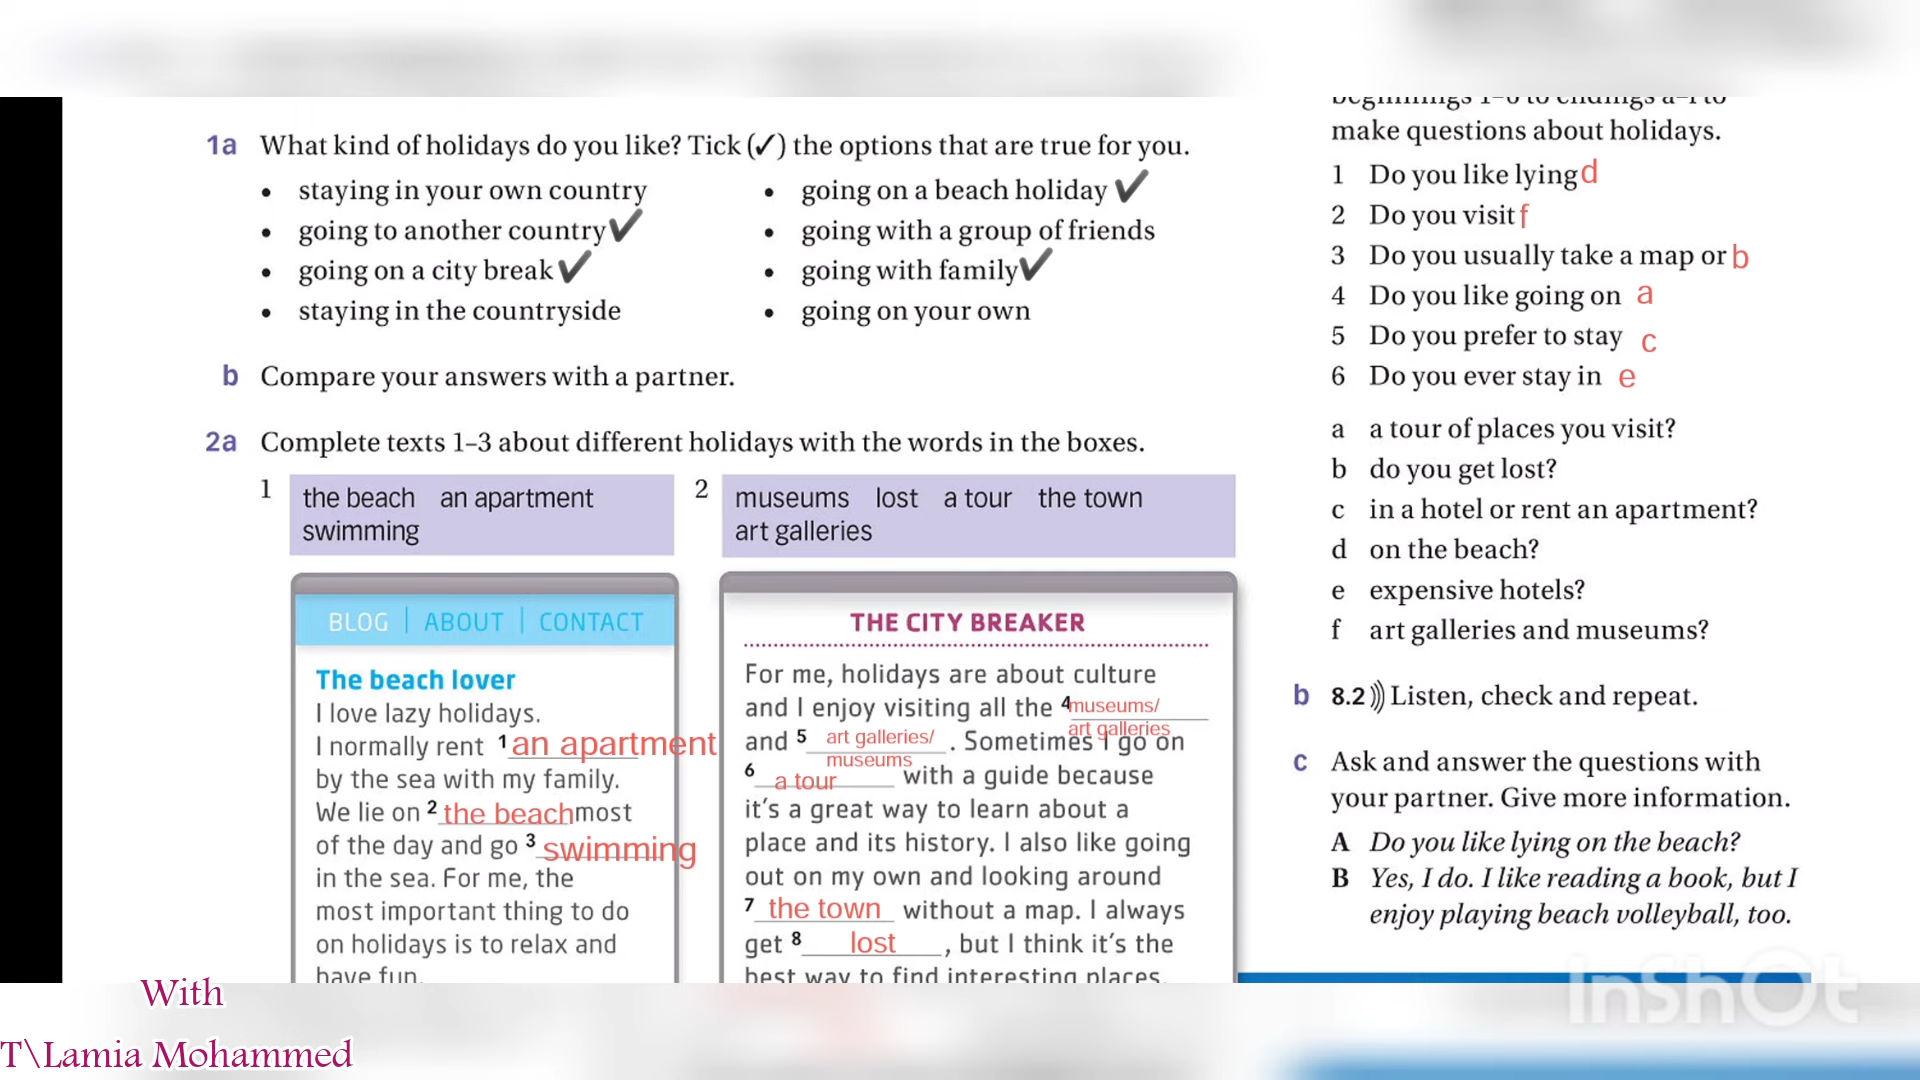 1a What kind of holidays do you like? Tick (✓) the options that are true for you.
• staying in your own country
• going to another country ✓
• going on a city break ✓
• staying in the countryside
• going on a beach holiday ✓
• going with a group of friends
• going with family ✓
• going on your own
b Compare your answers with a partner.
2a Complete texts 1–3 about different holidays with the words in the boxes.
1
the beach an apartment
swimming
BLOG | ABOUT | CONTACT
The beach lover
I love lazy holidays.
I normally rent 1 an apartment
by the sea with my family.
We lie on 2 the beach most
of the day and go 3 swimming
in the sea. For me, the
most important thing to do
on holidays is to relax and
have fun.
2
museums lost a tour the town
art galleries
THE CITY BREAKER
For me, holidays are about culture
and I enjoy visiting all the 4 museums/
art galleries
and 5 art galleries/ . Sometimes I go on
museums
6 a tour with a guide because
it's a great way to learn about a
place and its history. I also like going
out on my own and looking around
7 the town without a map. I always
get 8 lost , but I think it's the
best way to find interesting places.
beginnings 1–6 to endings a–f to
make questions about holidays.
1 Do you like lying d
2 Do you visit f
3 Do you usually take a map or b
4 Do you like going on a
5 Do you prefer to stay c
6 Do you ever stay in e
a a tour of places you visit?
b do you get lost?
c in a hotel or rent an apartment?
d on the beach?
e expensive hotels?
f art galleries and museums?
b 8.2 Listen, check and repeat.
c Ask and answer the questions with
your partner. Give more information.
A Do you like lying on the beach?
B Yes, I do. I like reading a book, but I
enjoy playing beach volleyball, too.
With
T\Lamia Mohammed
InShOt